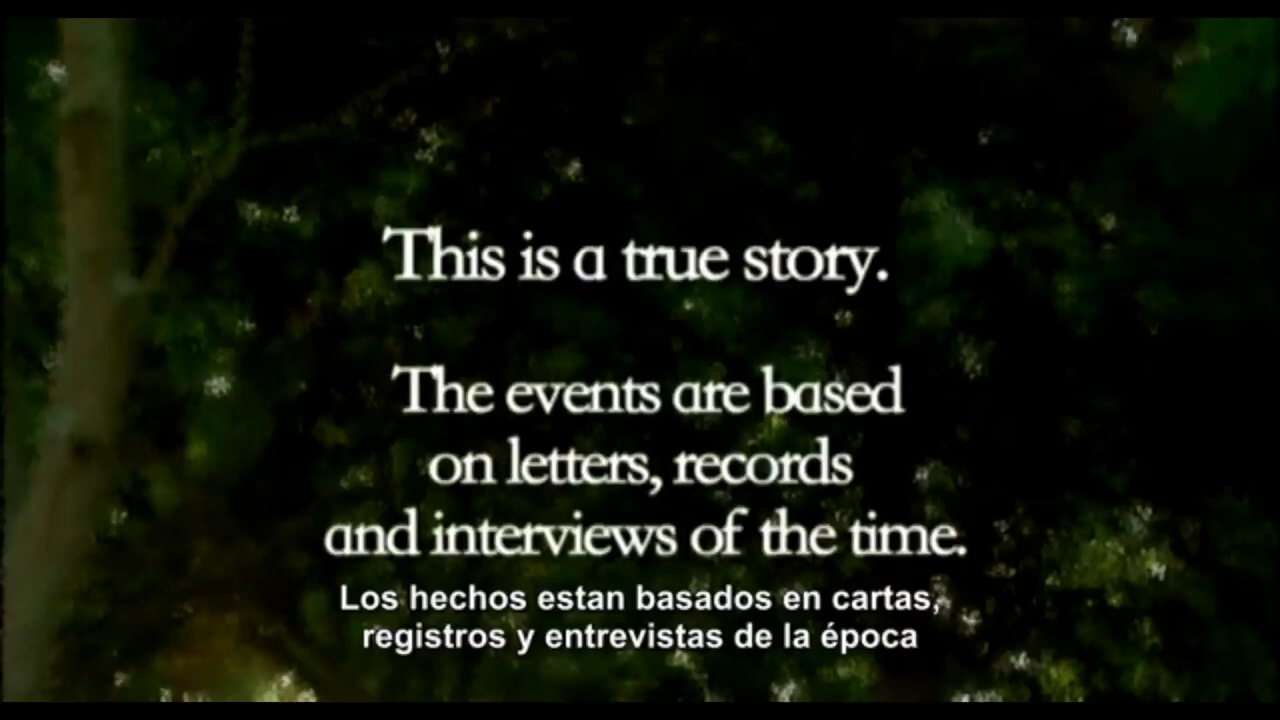 This is a true story.
The events are based
on letters, records
and interviews of the time.
Los hechos estan basados en cartas,
registros y entrevistas de la época